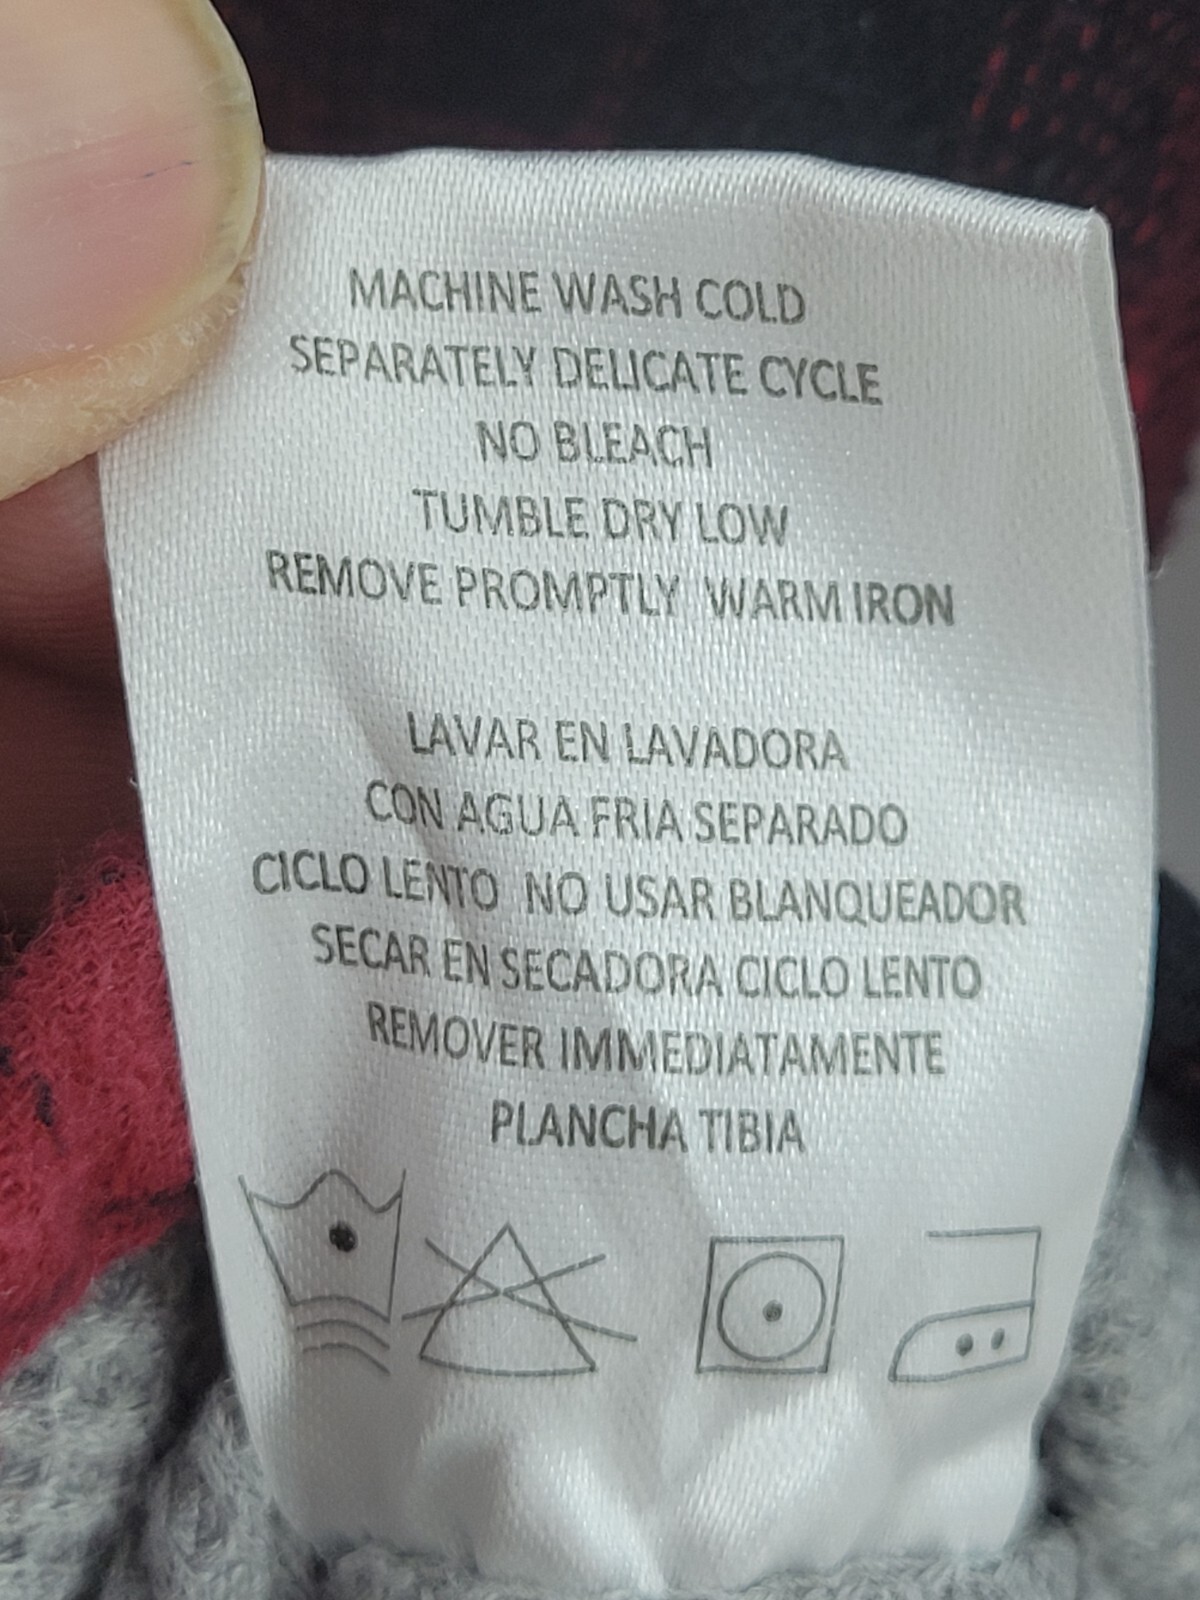 MACHINE WASH COLD
SEPARATELY DELICATE CYCLE
NO BLEACH
TUMBLE DRY LOW
REMOVE PROMPTLY WARM IRON
LAVAR EN LAVADORA
CON AGUA FRIA SEPARADO
CICLO LENTO NO USAR BLANQUEADOR
SECAR EN SECADORA CICLO LENTO
REMOVER IMMEDIATAMENTE
PLANCHA TIBIA